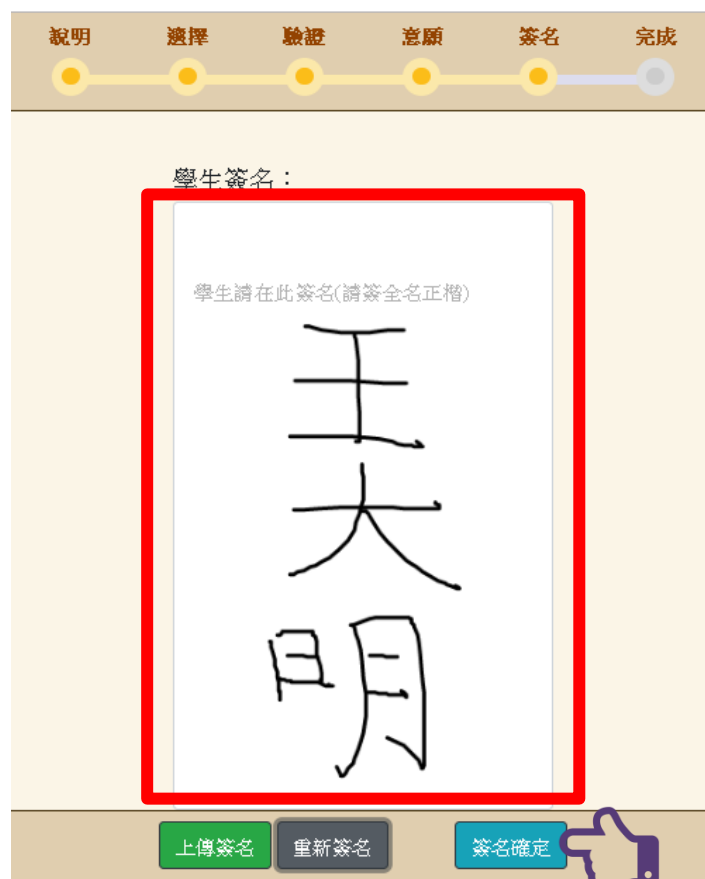 說明 選擇 驗證 意願 簽名 完成
學生簽名：
學生請在此簽名(請簽全名正楷)
王大明
上傳簽名 重新簽名 簽名確定